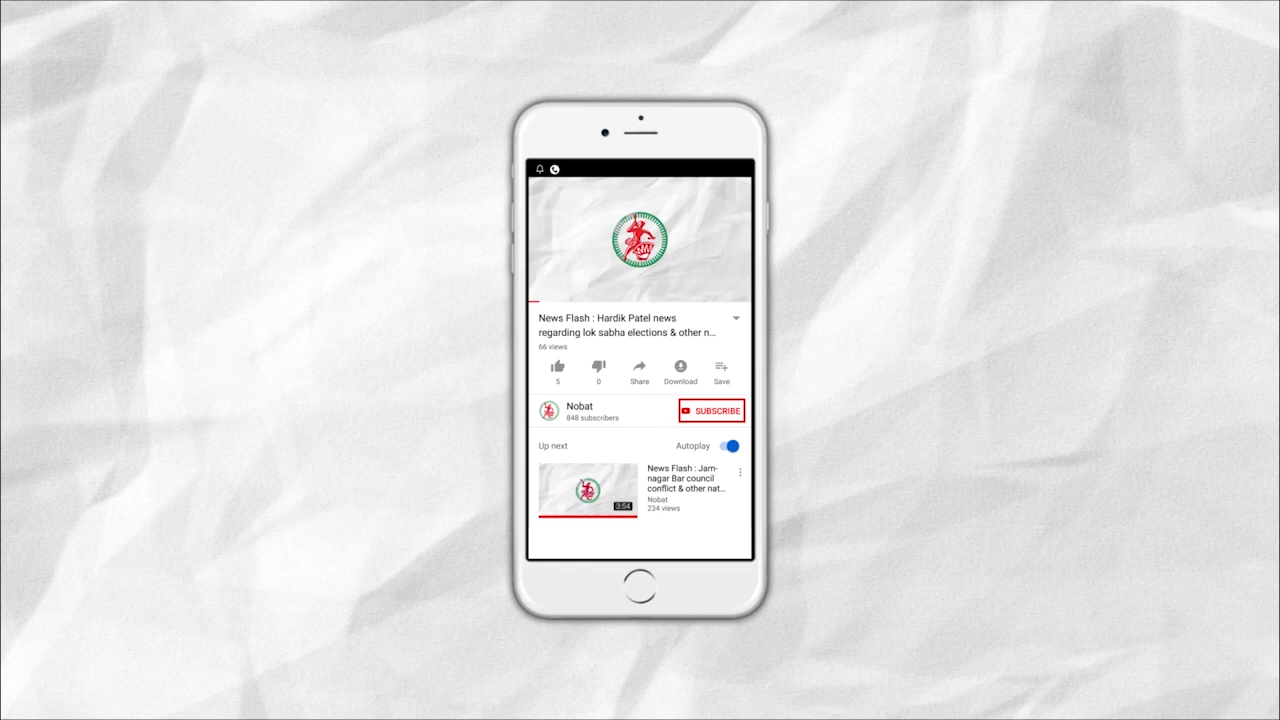 News Flash : Hardik Patel news
regarding lok sabha elections & other n...
66 views
5
0
Share
Download
Save
Nobat
848 subscribers
SUBSCRIBE
Up next
Autoplay
News Flash : Jam-
nagar Bar council
conflict & other nat...
Nobat
234 views
3:54